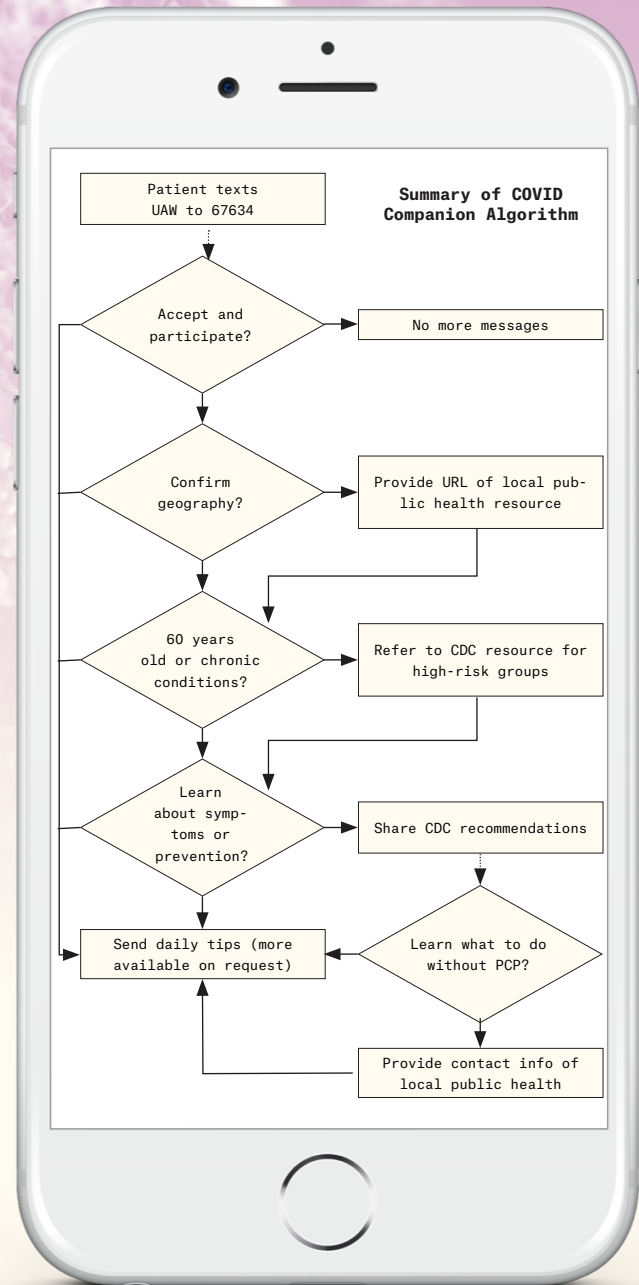 Patient texts
UAW to 67634
Summary of COVID
Companion Algorithm
Accept and
participate?
No more messages
Confirm
geography?
Provide URL of local pub-
lic health resource
60 years
old or chronic
conditions?
Refer to CDC resource for
high-risk groups
Learn
about symp-
toms or
prevention?
Share CDC recommendations
Send daily tips (more
available on request)
Learn what to do
without PCP?
Provide contact info of
local public health